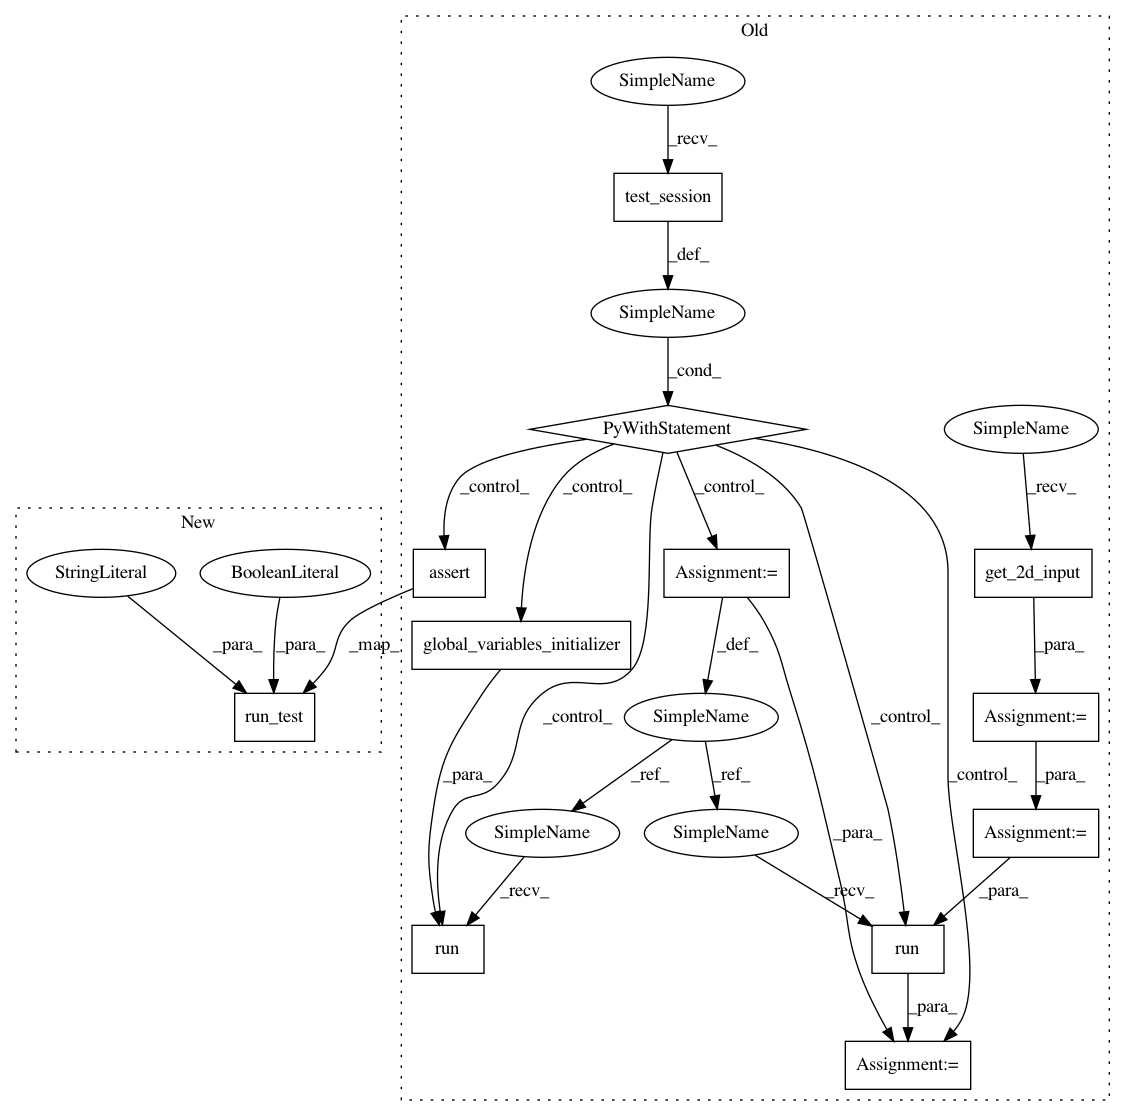 Old
SimpleName
_recv_
test_session
_def_
SimpleName
_cond_
PyWithStatement
SimpleName
_control_
_control_
_control_
_recv_
New
StringLiteral
BooleanLiteral
assert
Assignment:=
get_2d_input
_para_
_para_
_map_
global_variables_initializer
_def_
_para_
run_test
_control_
SimpleName
_control_
Assignment:=
_para_
_ref_
_ref_
_control_
_para_
SimpleName
SimpleName
_para_
Assignment:=
_recv_
_recv_
_para_
run
run
_para_
Assignment:=